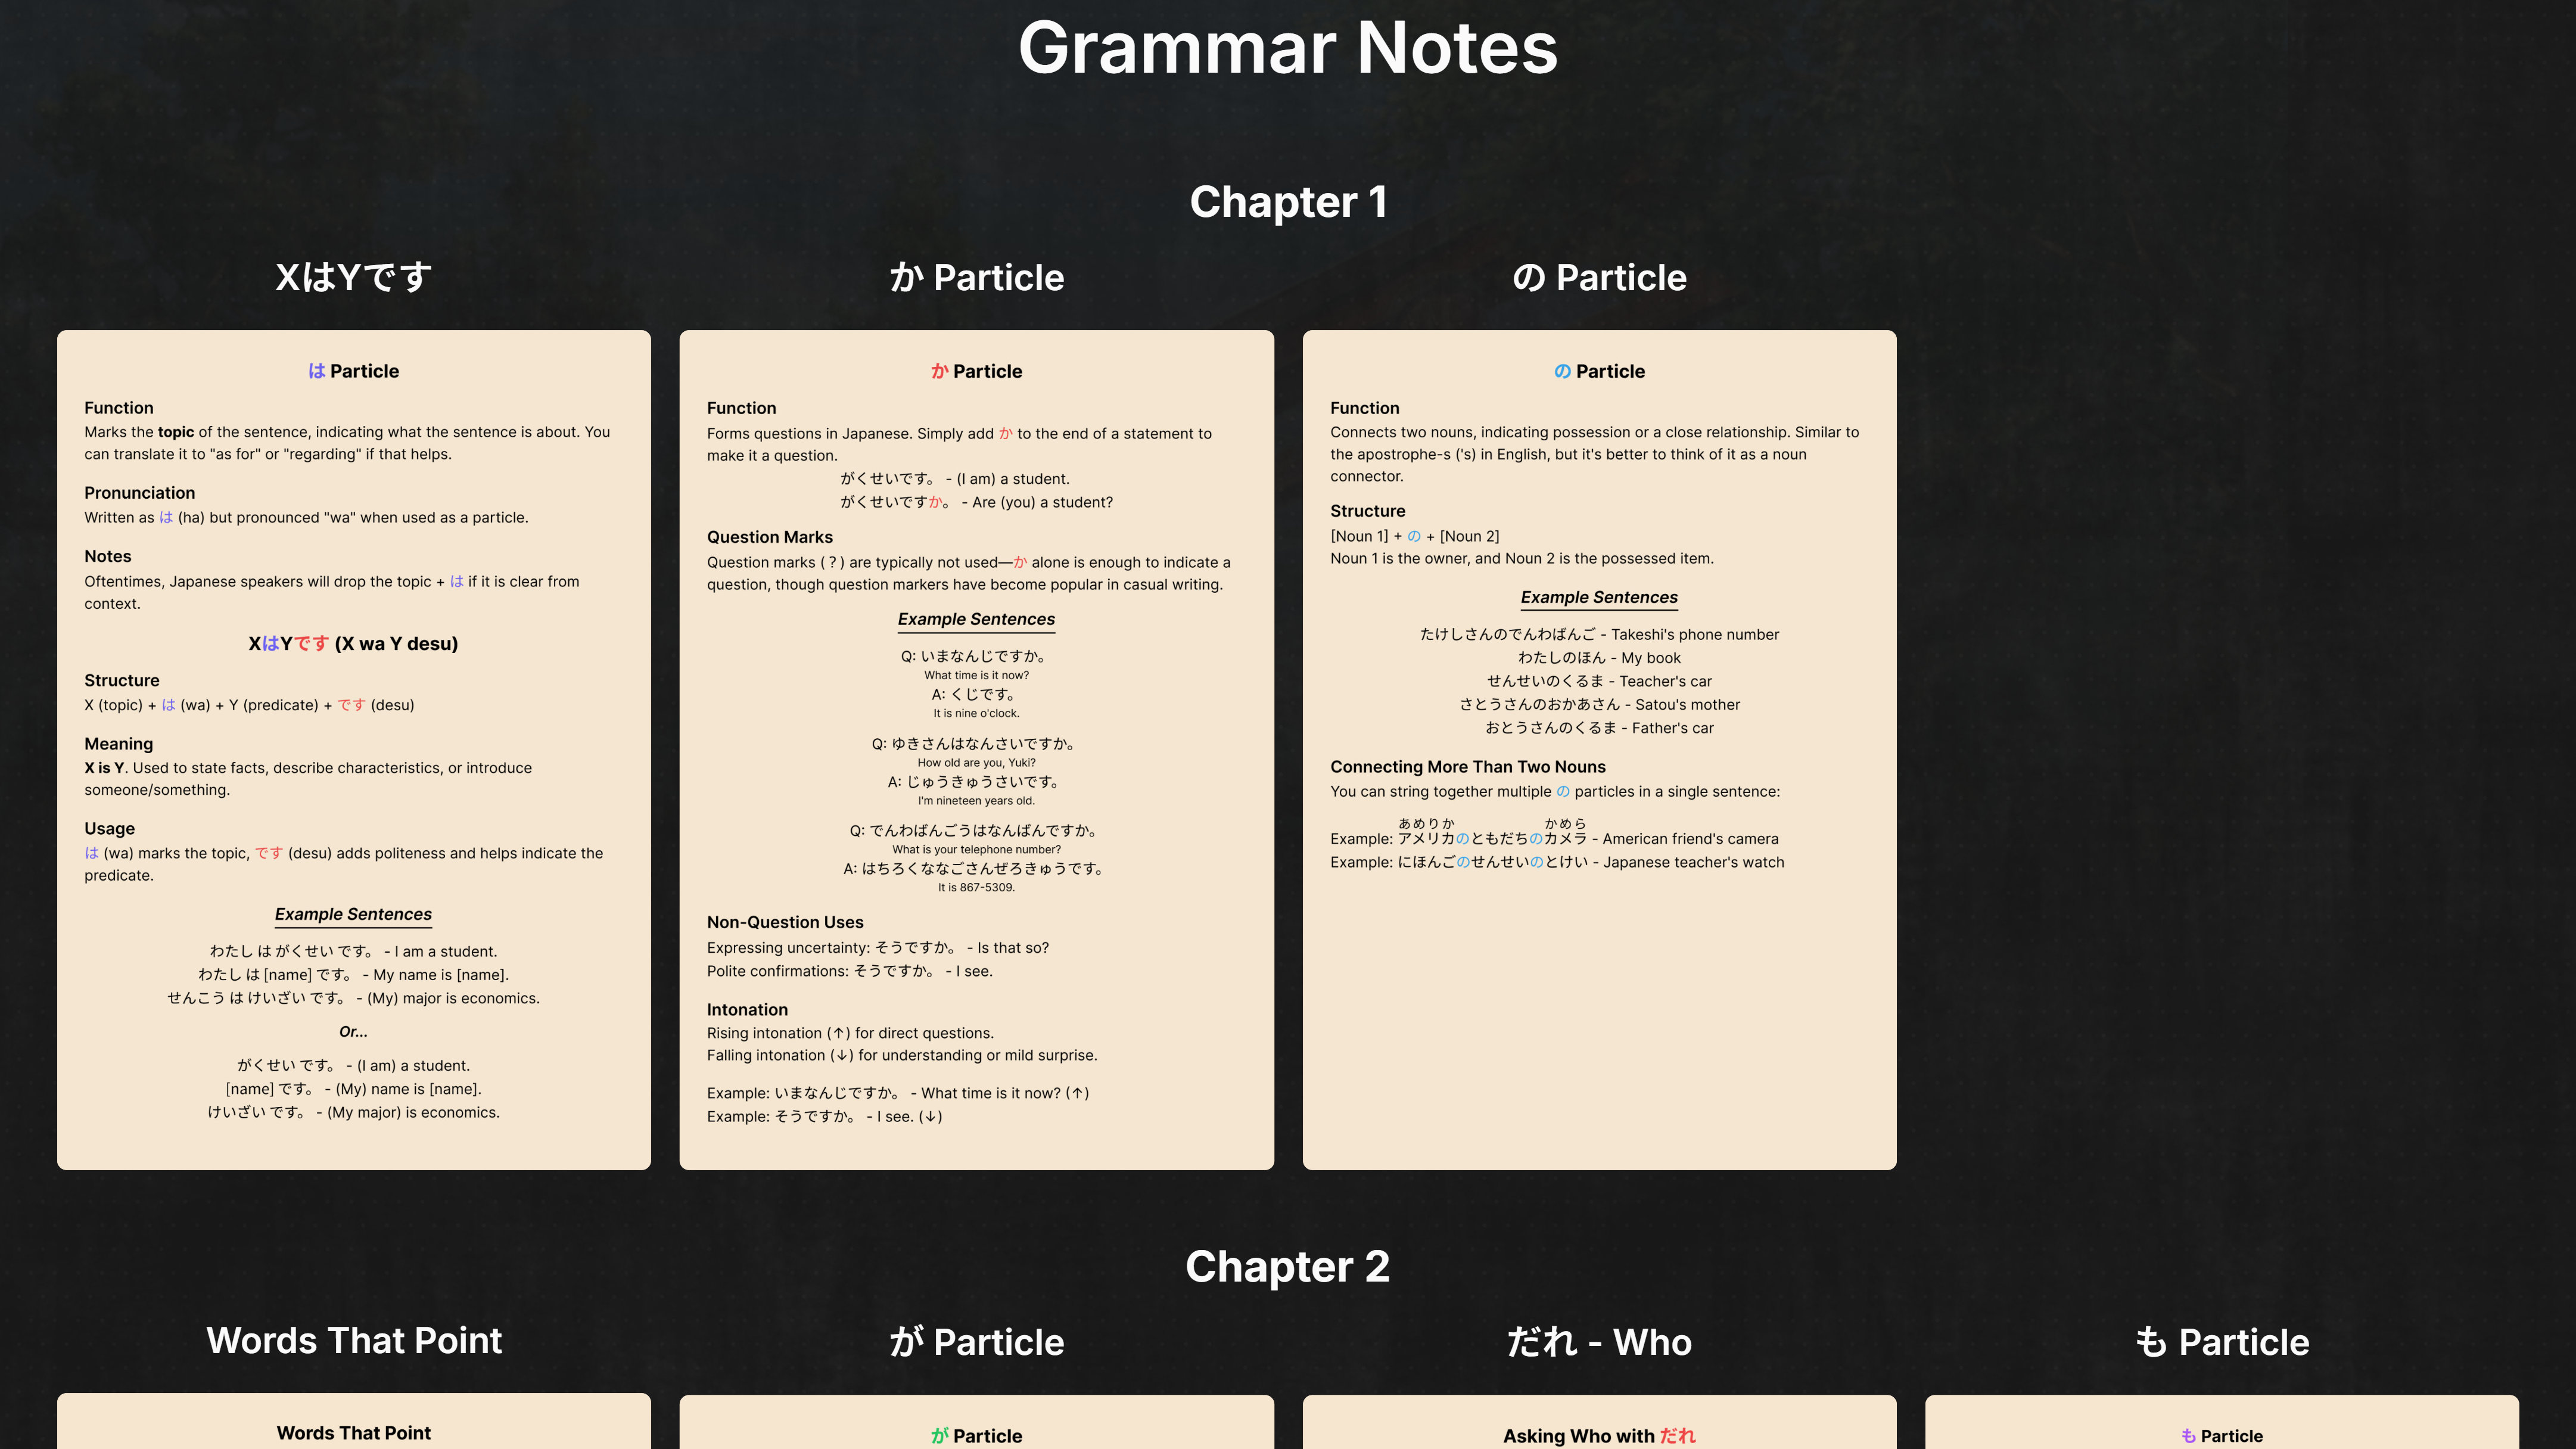 Grammar Notes
Chapter 1
XはYです
は Particle
Function
Marks the topic of the sentence, indicating what the sentence is about. You
can translate it to "as for" or "regarding" if that helps.
Pronunciation
Written as は (ha) but pronounced "wa" when used as a particle.
Notes
Oftentimes, Japanese speakers will drop the topic + は if it is clear from
context.
XはYです (X wa Y desu)
Structure
X (topic) + は (wa) + Y (predicate) + です (desu)
Meaning
X is Y. Used to state facts, describe characteristics, or introduce
someone/something.
Usage
は (wa) marks the topic, です (desu) adds politeness and helps indicate the
predicate.
Example Sentences
わたし は がくせい です。 - I am a student.
わたし は [name] です。 - My name is [name].
せんこう は けいざい です。 - (My) major is economics.
Or...
がくせい です。 - (I am) a student.
[name] です。 - (My) name is [name].
けいざい です。 - (My major) is economics.
か Particle
か Particle
Function
Forms questions in Japanese. Simply add か to the end of a statement to
make it a question.
がくせいです。 - (I am) a student.
がくせいですか。 - Are (you) a student?
Question Marks
Question marks (？) are typically not used—か alone is enough to indicate a
question, though question markers have become popular in casual writing.
Example Sentences
Q: いまなんじですか。
What time is it now?
A: くじです。
It is nine o'clock.
Q: ゆきさんはなんさいですか。
How old are you, Yuki?
A: じゅうきゅうさいです。
I'm nineteen years old.
Q: でんわばんごうはなんばんですか。
What is your telephone number?
A: はちろくななごさんぜろきゅうです。
It is 867-5309.
Non-Question Uses
Expressing uncertainty: そうですか。 - Is that so?
Polite confirmations: そうですか。 - I see.
Intonation
Rising intonation (↑) for direct questions.
Falling intonation (↓) for understanding or mild surprise.
Example: いまなんじですか。 - What time is it now? (↑)
Example: そうですか。 - I see. (↓)
の Particle
の Particle
Function
Connects two nouns, indicating possession or a close relationship. Similar to
the apostrophe-s ('s) in English, but it's better to think of it as a noun
connector.
Structure
[Noun 1] + の + [Noun 2]
Noun 1 is the owner, and Noun 2 is the possessed item.
Example Sentences
たけしさんのでんわばんご - Takeshi's phone number
わたしのほん - My book
せんせいのくるま - Teacher's car
さとうさんのおかあさん - Satou's mother
おとうさんのくるま - Father's car
Connecting More Than Two Nouns
You can string together multiple の particles in a single sentence:
あめりか かめら
Example: アメリカのともだちのカメラ - American friend's camera
Example: にほんごのせんせいのとけい - Japanese teacher's watch
Chapter 2
Words That Point
Words That Point
が Particle
が Particle
だれ - Who
Asking Who with だれ
も Particle
も Particle